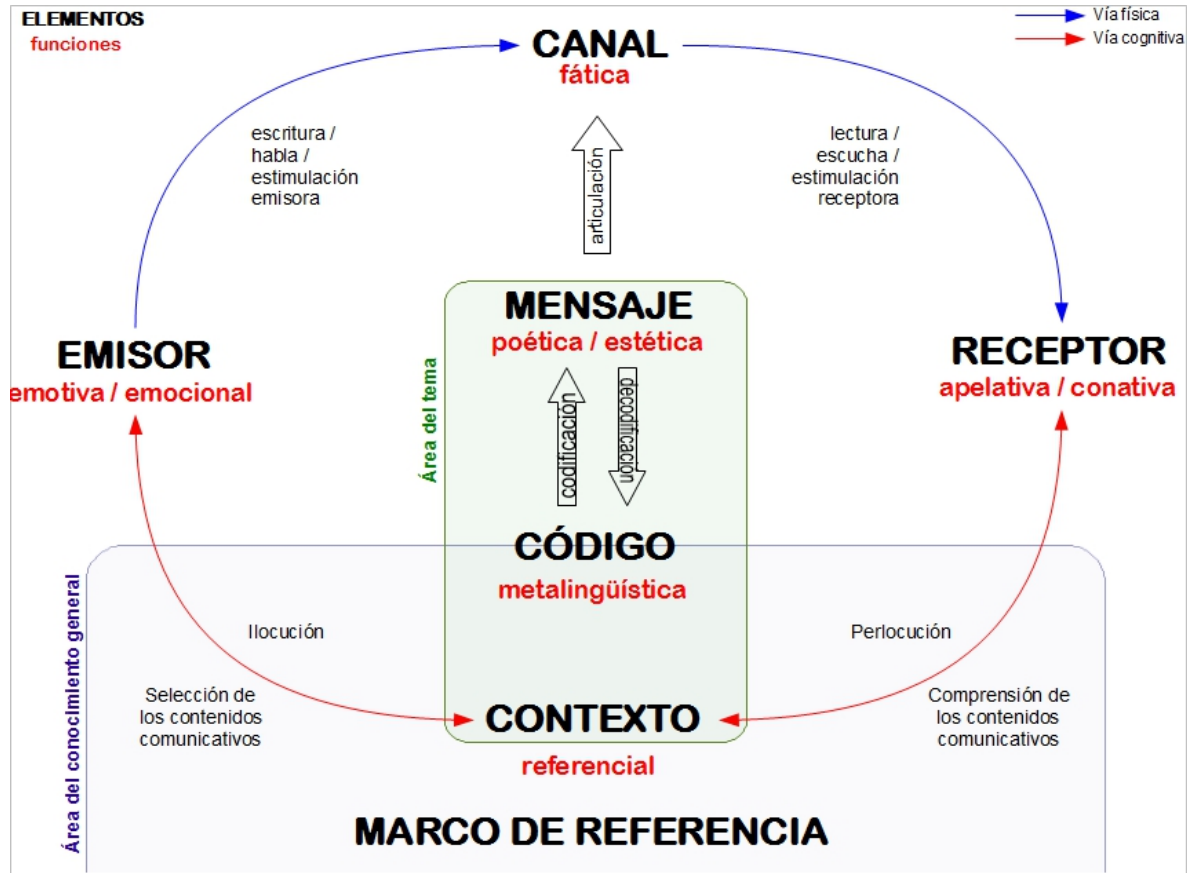 ELEMENTOS
funciones
Vía física
Vía cognitiva
CANAL
fática
escritura /
habla /
estimulación
emisora
articulación
lectura /
escucha /
estimulación
receptora
MENSAJE
poética / estética
EMISOR
emotiva / emocional
RECEPTOR
apelativa / conativa
Área del tema
codificación
decodificación
CÓDIGO
metalingüística
Área del conocimiento general
Ilocución
Perlocución
Selección de
los contenidos
comunicativos
Comprensión de
los contenidos
comunicativos
CONTEXTO
referencial
MARCO DE REFERENCIA